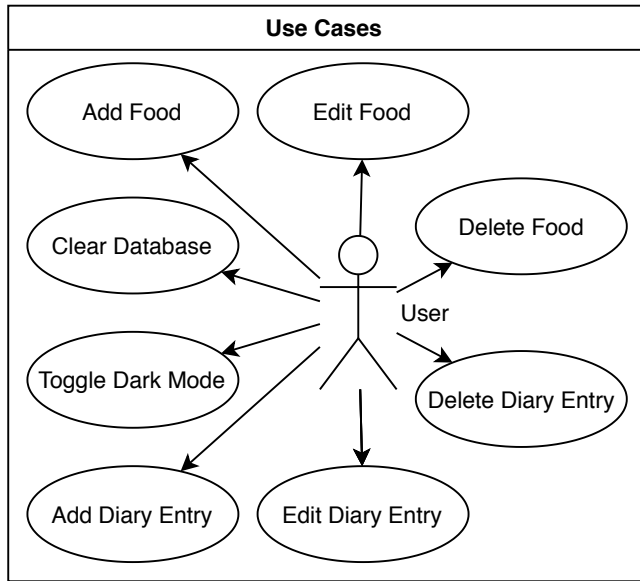 Use Cases
Add Food
Edit Food
Clear Database
Delete Food
User
Toggle Dark Mode
Delete Diary Entry
Add Diary Entry
Edit Diary Entry